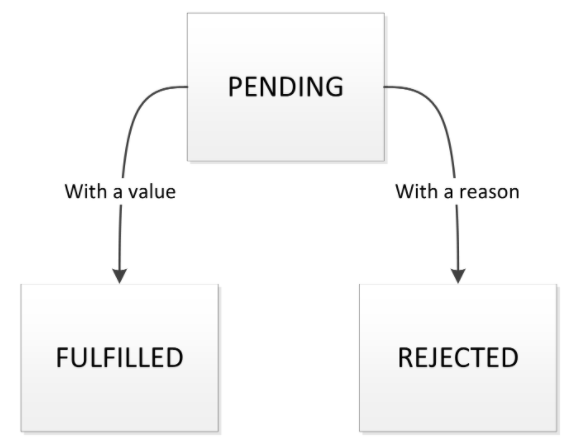 PENDING
With a value
With a reason
FULFILLED
REJECTED